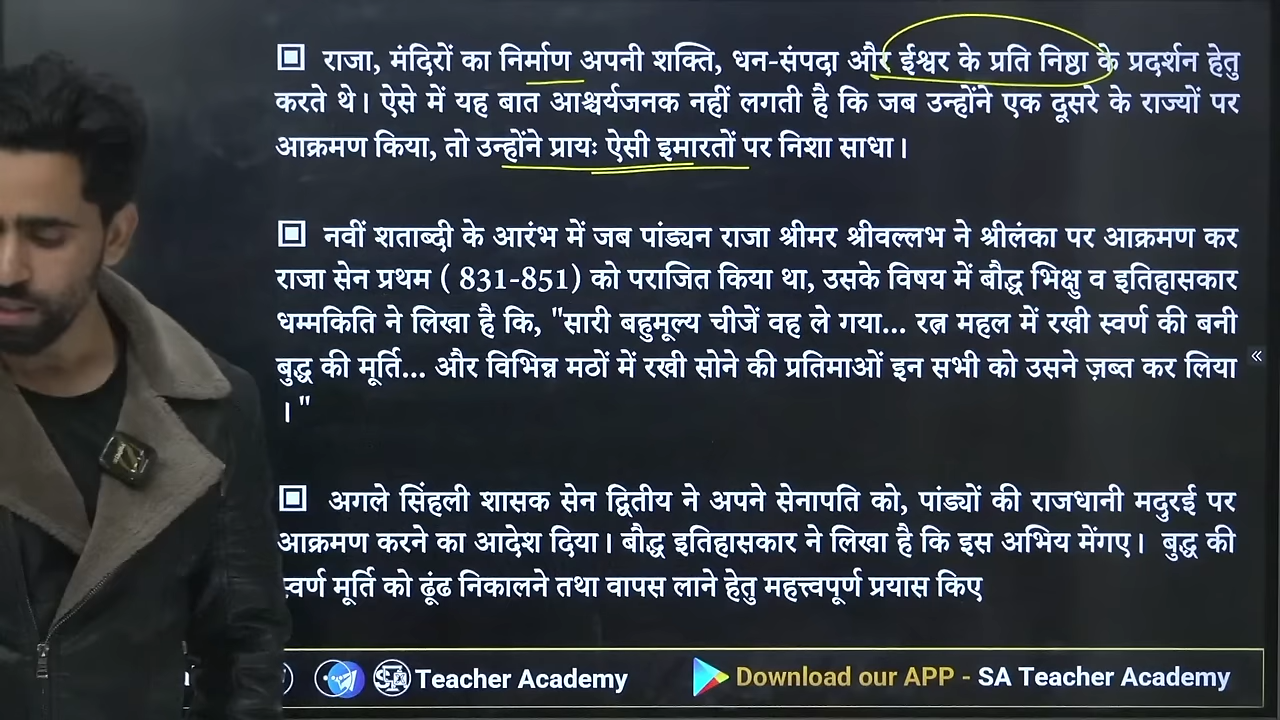 राजा, मंदिरों का निर्माण अपनी शक्ति, धन-संपदा और ईश्वर के प्रति निष्ठा के प्रदर्शन हेतु
करते थे। ऐसे में यह बात आश्चर्यजनक नहीं लगती है कि जब उन्होंने एक दूसरे के राज्यों पर
आक्रमण किया, तो उन्होंने प्रायः ऐसी इमारतों पर निशा साधा।
नवीं शताब्दी के आरंभ में जब पांड्यन राजा श्रीमर श्रीवल्लभ ने श्रीलंका पर आक्रमण कर
राजा सेन प्रथम ( 831-851) को पराजित किया था, उसके विषय में बौद्ध भिक्षु व इतिहासकार
धम्मकिति ने लिखा है कि, "सारी बहुमूल्य चीजें वह ले गया... रत्न महल में रखी स्वर्ण की बनी
बुद्ध की मूर्ति... और विभिन्न मठों में रखी सोने की प्रतिमाओं इन सभी को उसने ज़ब्त कर लिया
।"
अगले सिंहली शासक सेन द्वितीय ने अपने सेनापति को, पांड्यों की राजधानी मदुरई पर
आक्रमण करने का आदेश दिया। बौद्ध इतिहासकार ने लिखा है कि इस अभिय मेंगए। बुद्ध की
स्वर्ण मूर्ति को ढूंढ निकालने तथा वापस लाने हेतु महत्त्वपूर्ण प्रयास किए
Teacher Academy
Download our APP - SA Teacher Academy